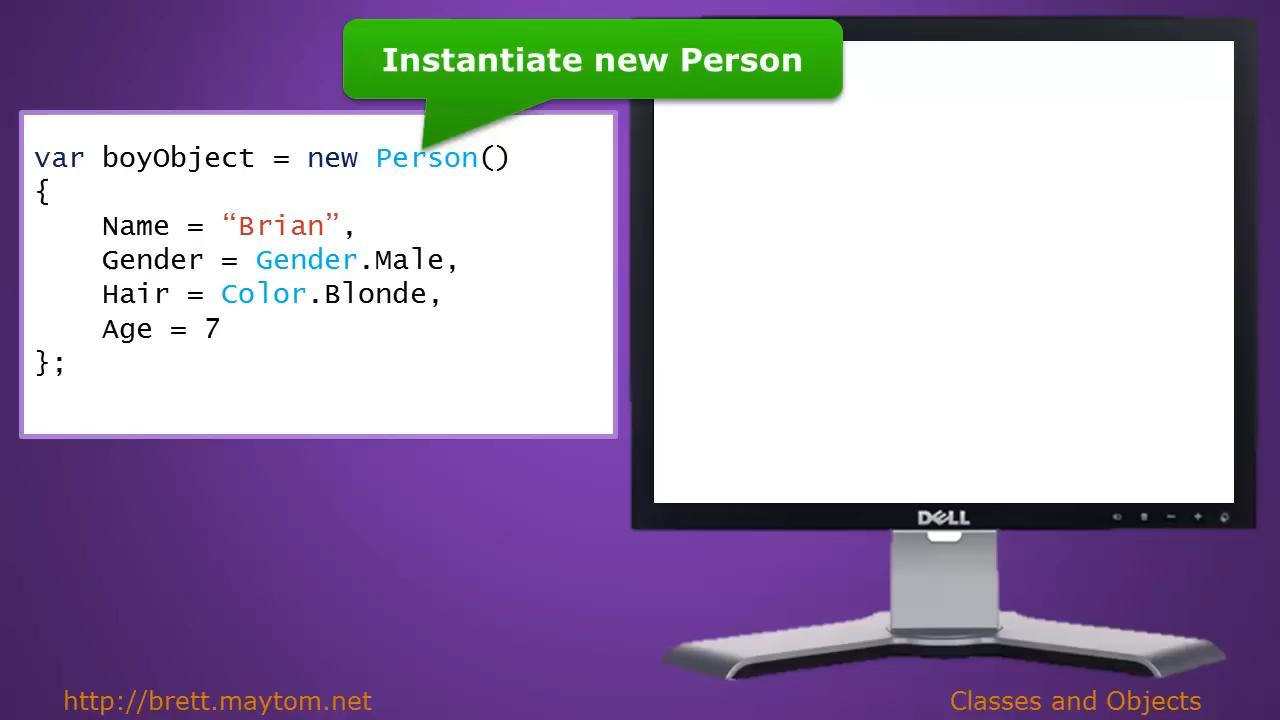 Instantiate new Person
var boyObject = new Person()
{
    Name = “Brian”,
    Gender = Gender.Male,
    Hair = Color.Blonde,
    Age = 7
};
DELL
http://brett.maytom.net
Classes and Objects